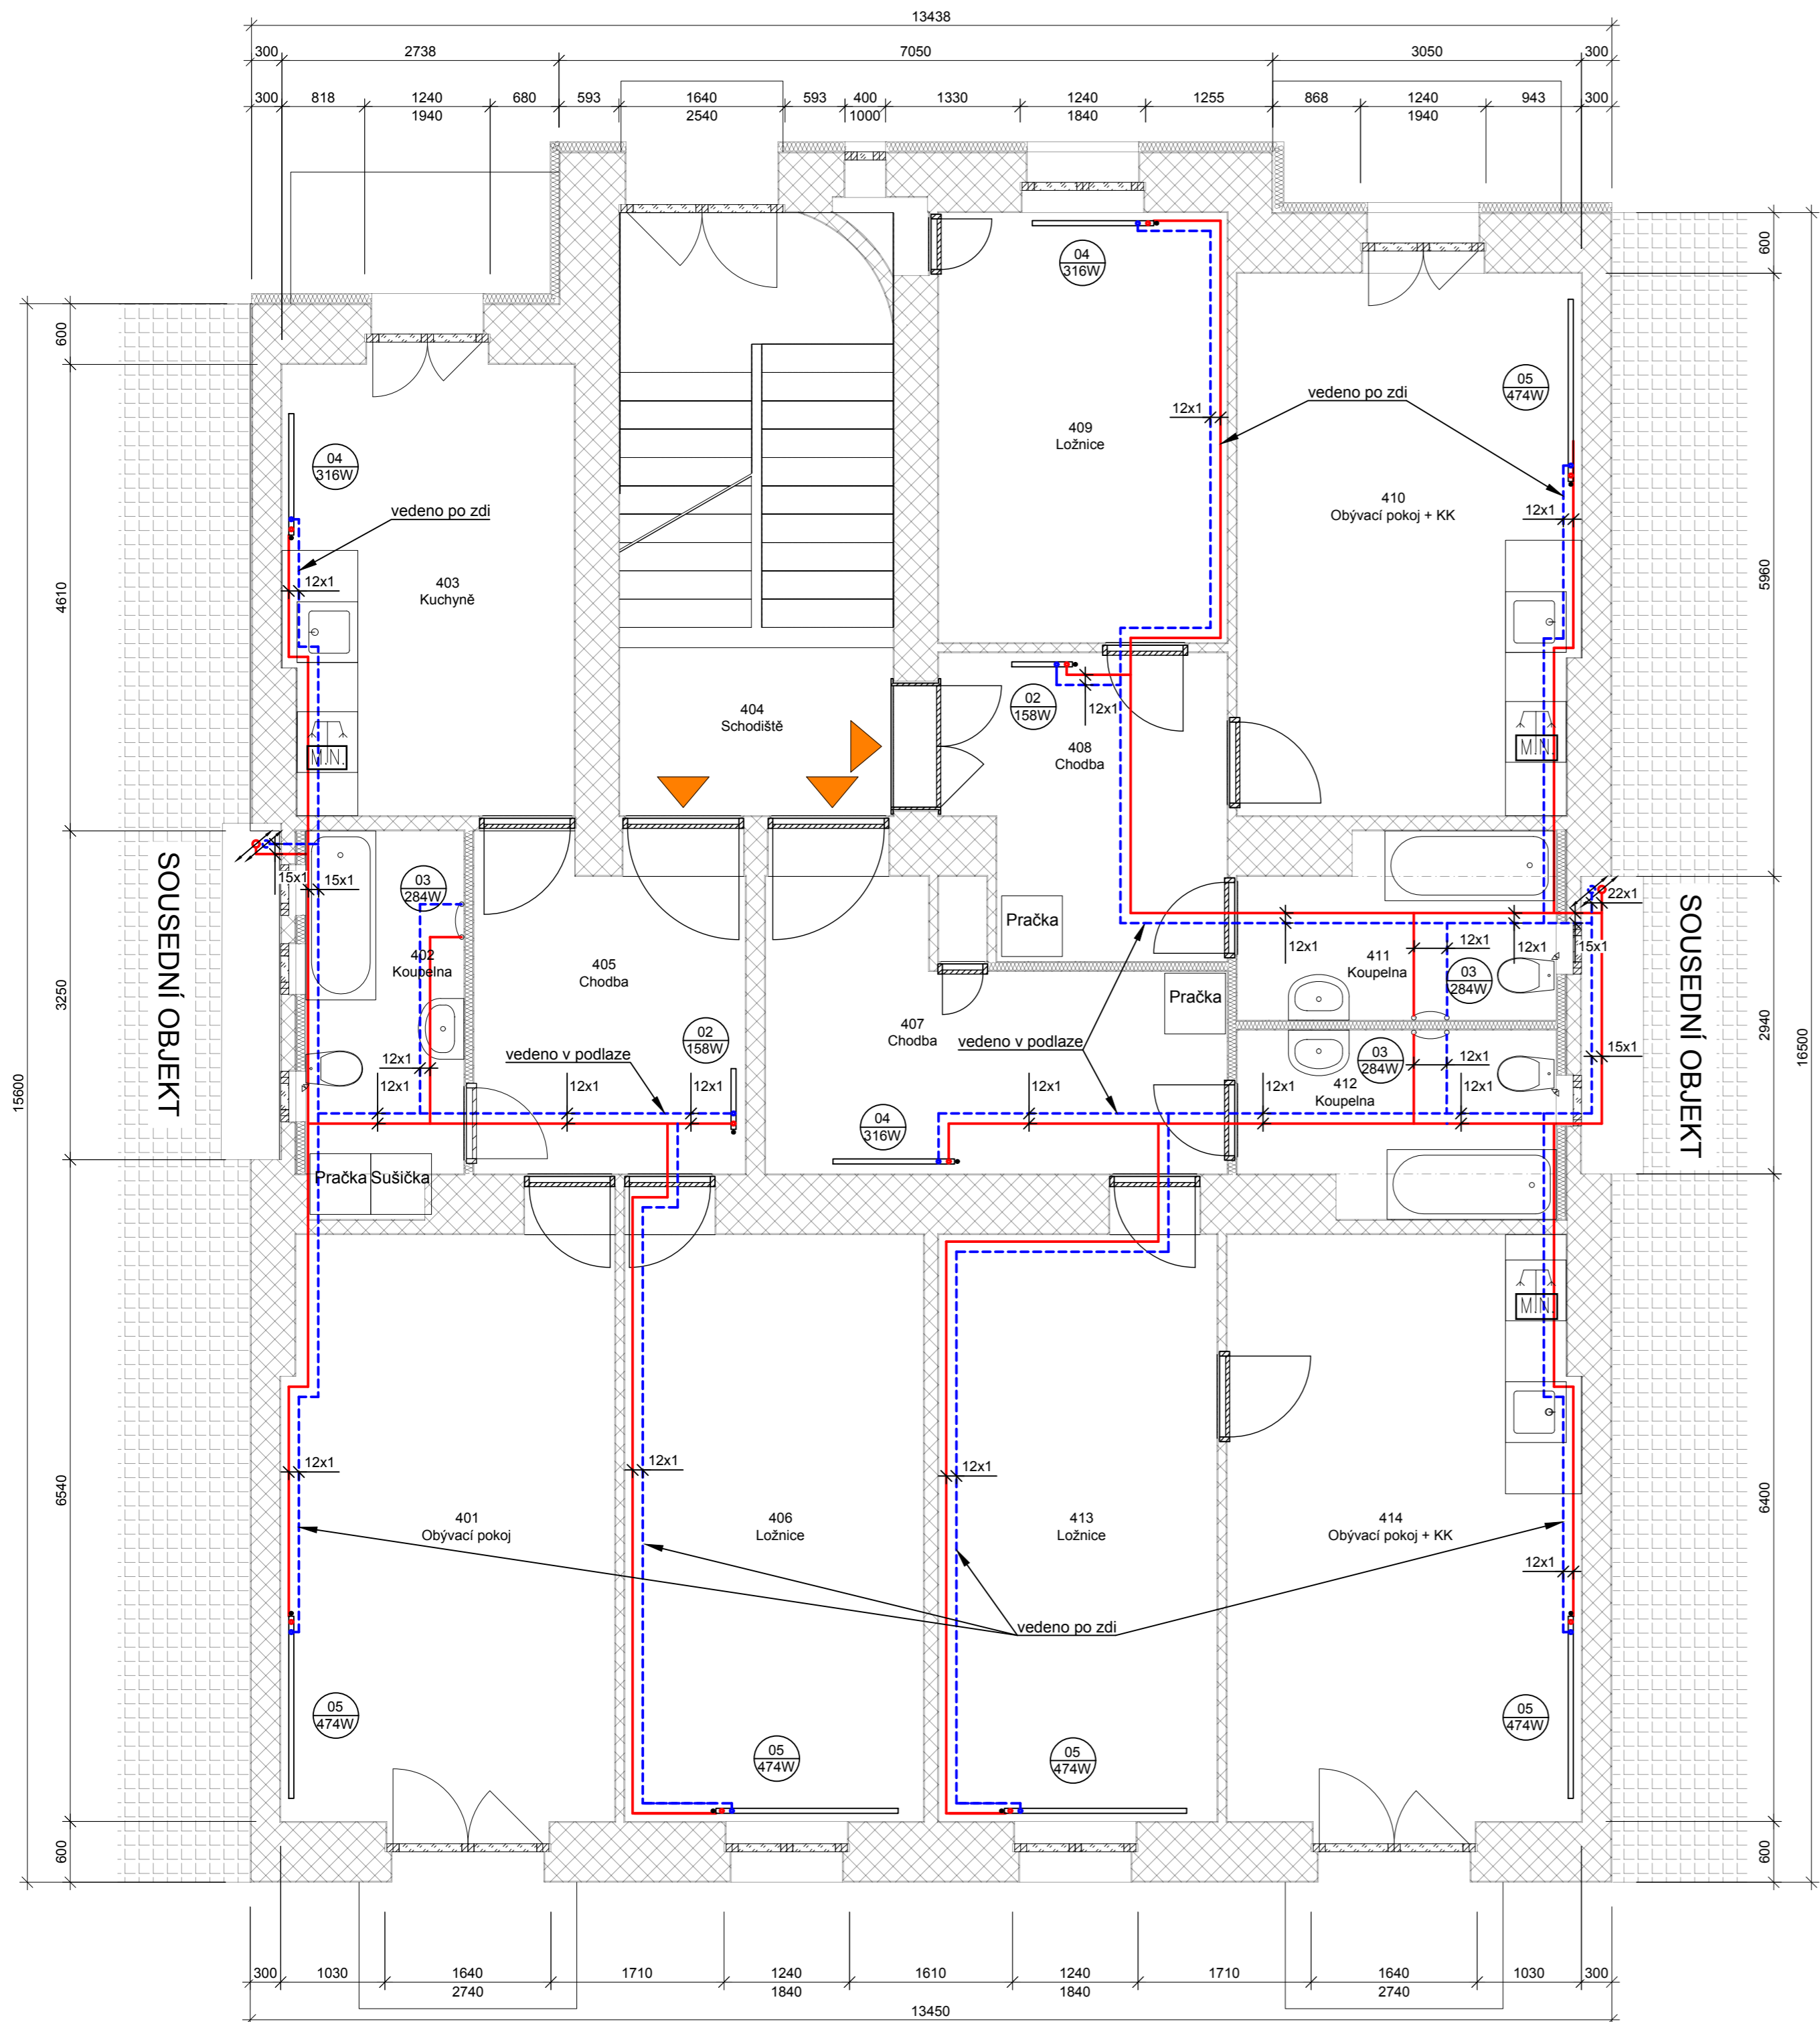 13438
300 2738 7050 3050 300
300 818 1240 680 593 1640 593 400 1330 1240 1255 868 1240 943 300
1940 2540 1000 1840 1940
600
600
04
316W
04
316W
05
474W
vedeno po zdi
vedeno po zdi
12x1
12x1
12x1
409
Ložnice
410
Obývací pokoj + KK
403
Kuchyně
4610
5960
404
Schodiště
02
158W
12x1
408
Chodba
M.N.
M.N.
SOUSEDNÍ OBJEKT
SOUSEDNÍ OBJEKT
15x1 15x1
03
284W
402
Koupelna
405
Chodba
Pračka
22x1
12x1 12x1 12x1 15x1
411
Koupelna
03
284W
3250
2940
15600
16500
407
Chodba
Pračka
02
158W
vedeno v podlaze
vedeno v podlaze
12x1
12x1 12x1 12x1
12x1 12x1 12x1 12x1
15x1
03
284W
412
Koupelna
04
316W
Pračka Sušička
M.N.
6540
6400
12x1
12x1
12x1
12x1
401
Obývací pokoj
406
Ložnice
413
Ložnice
414
Obývací pokoj + KK
vedeno po zdi
05
474W
05
474W
05
474W
05
474W
600
600
300 1030 1640 1710 1240 1610 1240 1710 1640 1030 300
2740 1840 1840 2740
13450